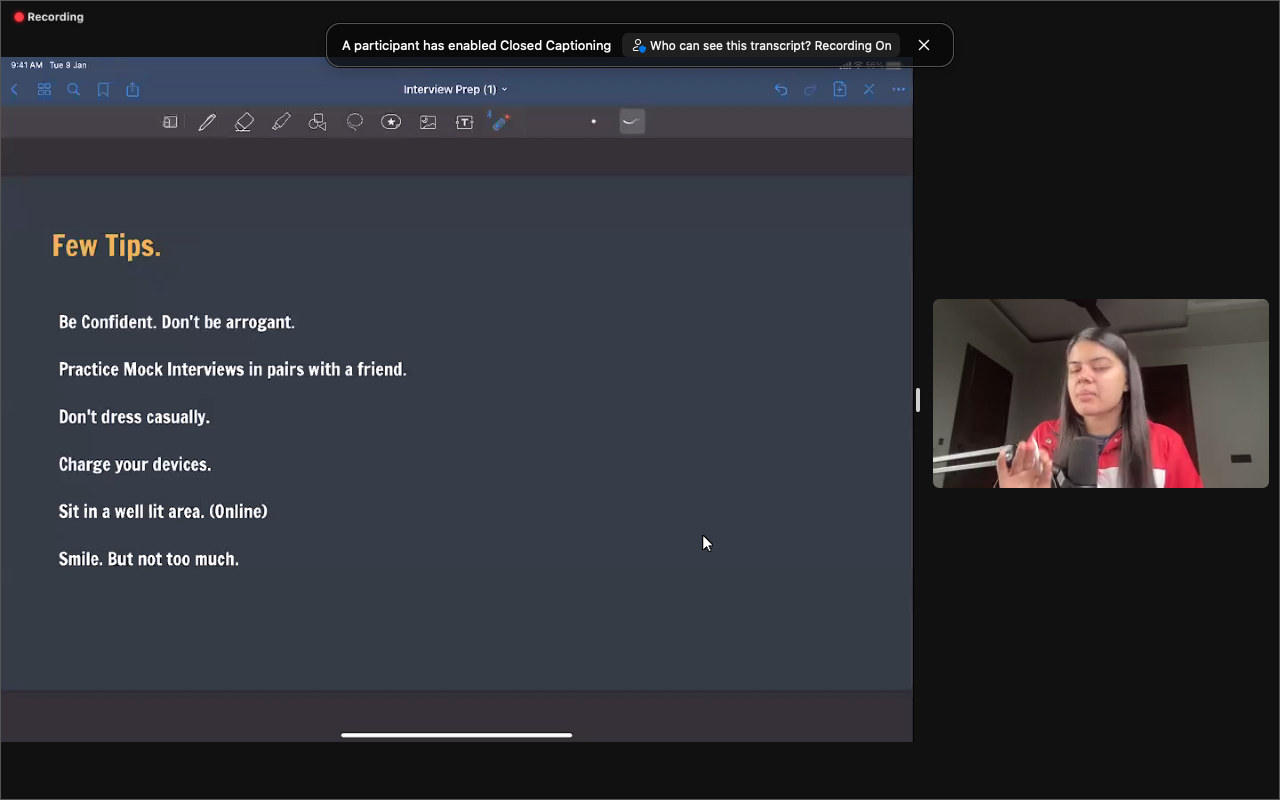 Recording
A participant has enabled Closed Captioning
Who can see this transcript? Recording On
9:41 AM Tue 9 Jan
56%
Interview Prep (1)
T
Few Tips.
Be Confident. Don't be arrogant.
Practice Mock Interviews in pairs with a friend.
Don't dress casually.
Charge your devices.
Sit in a well lit area. (Online)
Smile. But not too much.